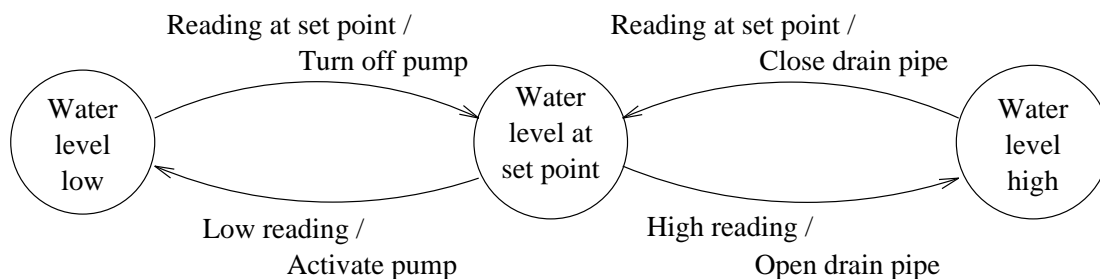 Reading at set point /
Turn off pump
Reading at set point /
Close drain pipe
Water
level
low
Water
level at
set point
Water
level
high
Low reading /
Activate pump
High reading /
Open drain pipe